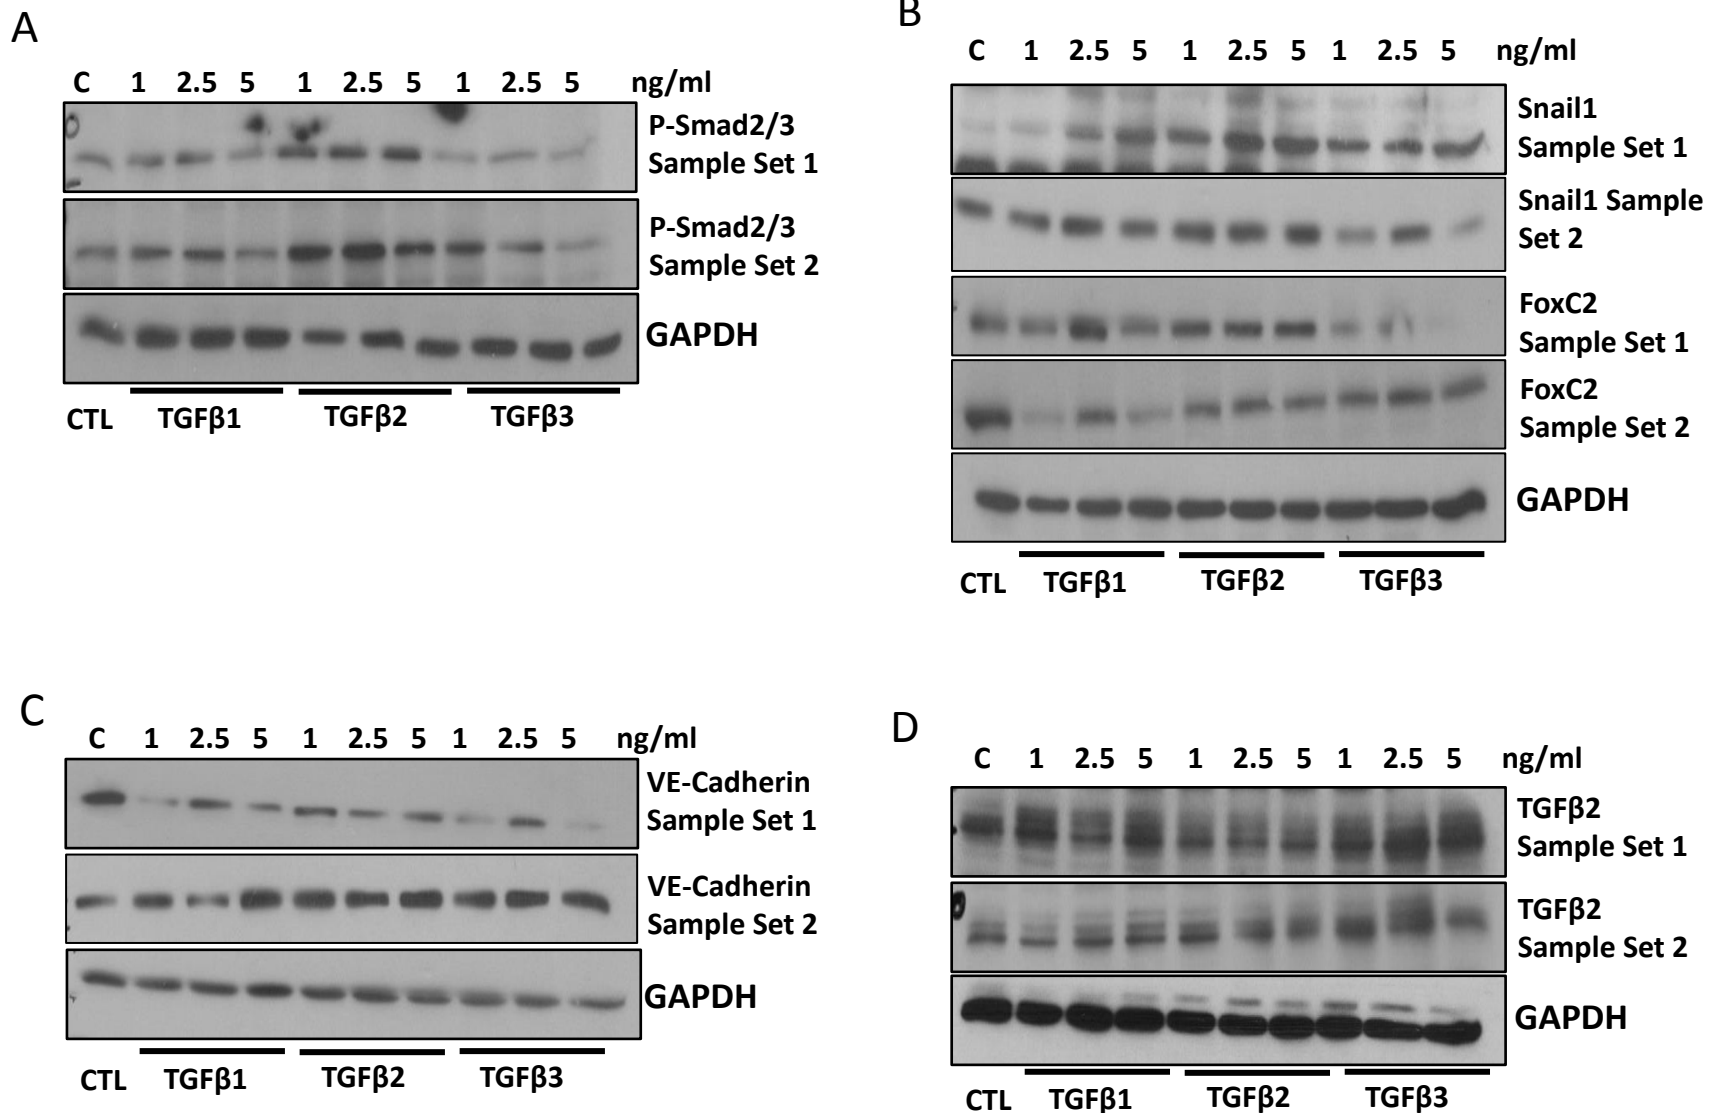 A
C 1 2.5 5 1 2.5 5 1 2.5 5 ng/ml
P-Smad2/3
Sample Set 1
P-Smad2/3
Sample Set 2
GAPDH
CTL TGFβ1 TGFβ2 TGFβ3
B
C 1 2.5 5 1 2.5 5 1 2.5 5 ng/ml
Snail1
Sample Set 1
Snail1 Sample
Set 2
FoxC2
Sample Set 1
FoxC2
Sample Set 2
GAPDH
CTL TGFβ1 TGFβ2 TGFβ3
C
C 1 2.5 5 1 2.5 5 1 2.5 5 ng/ml
VE-Cadherin
Sample Set 1
VE-Cadherin
Sample Set 2
GAPDH
CTL TGFβ1 TGFβ2 TGFβ3
D
C 1 2.5 5 1 2.5 5 1 2.5 5 ng/ml
TGFβ2
Sample Set 1
TGFβ2
Sample Set 2
GAPDH
CTL TGFβ1 TGFβ2 TGFβ3